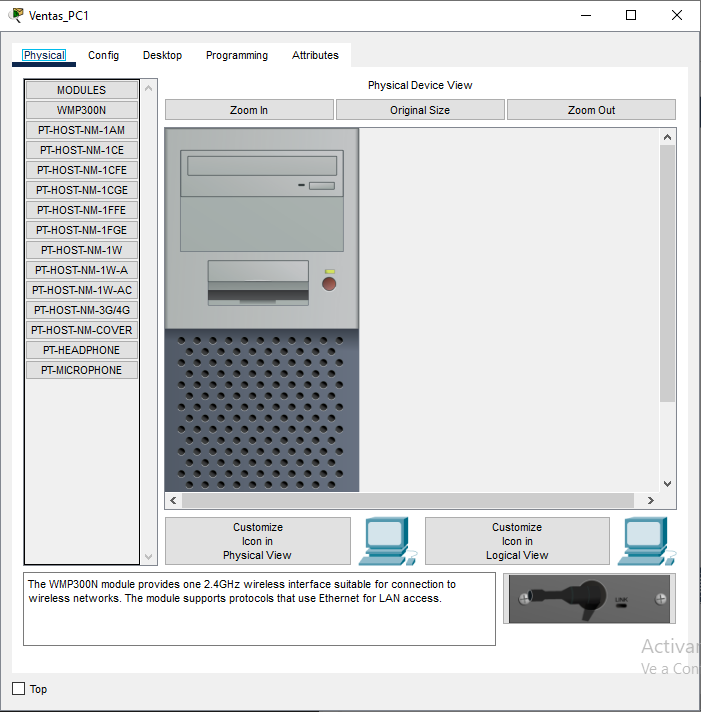 Ventas_PC1
Physical Config Desktop Programming Attributes
MODULES
WMP300N
PT-HOST-NM-1AM
PT-HOST-NM-1CE
PT-HOST-NM-1CFE
PT-HOST-NM-1CGE
PT-HOST-NM-1FFE
PT-HOST-NM-1FGE
PT-HOST-NM-1W
PT-HOST-NM-1W-A
PT-HOST-NM-1W-AC
PT-HOST-NM-3G/4G
PT-HOST-NM-COVER
PT-HEADPHONE
PT-MICROPHONE
Physical Device View
Zoom In Original Size Zoom Out
Customize
Icon in
Physical View
Customize
Icon in
Logical View
The WMP300N module provides one 2.4GHz wireless interface suitable for connection to
wireless networks. The module supports protocols that use Ethernet for LAN access.
LINK
Activar
Ve a Con
Top